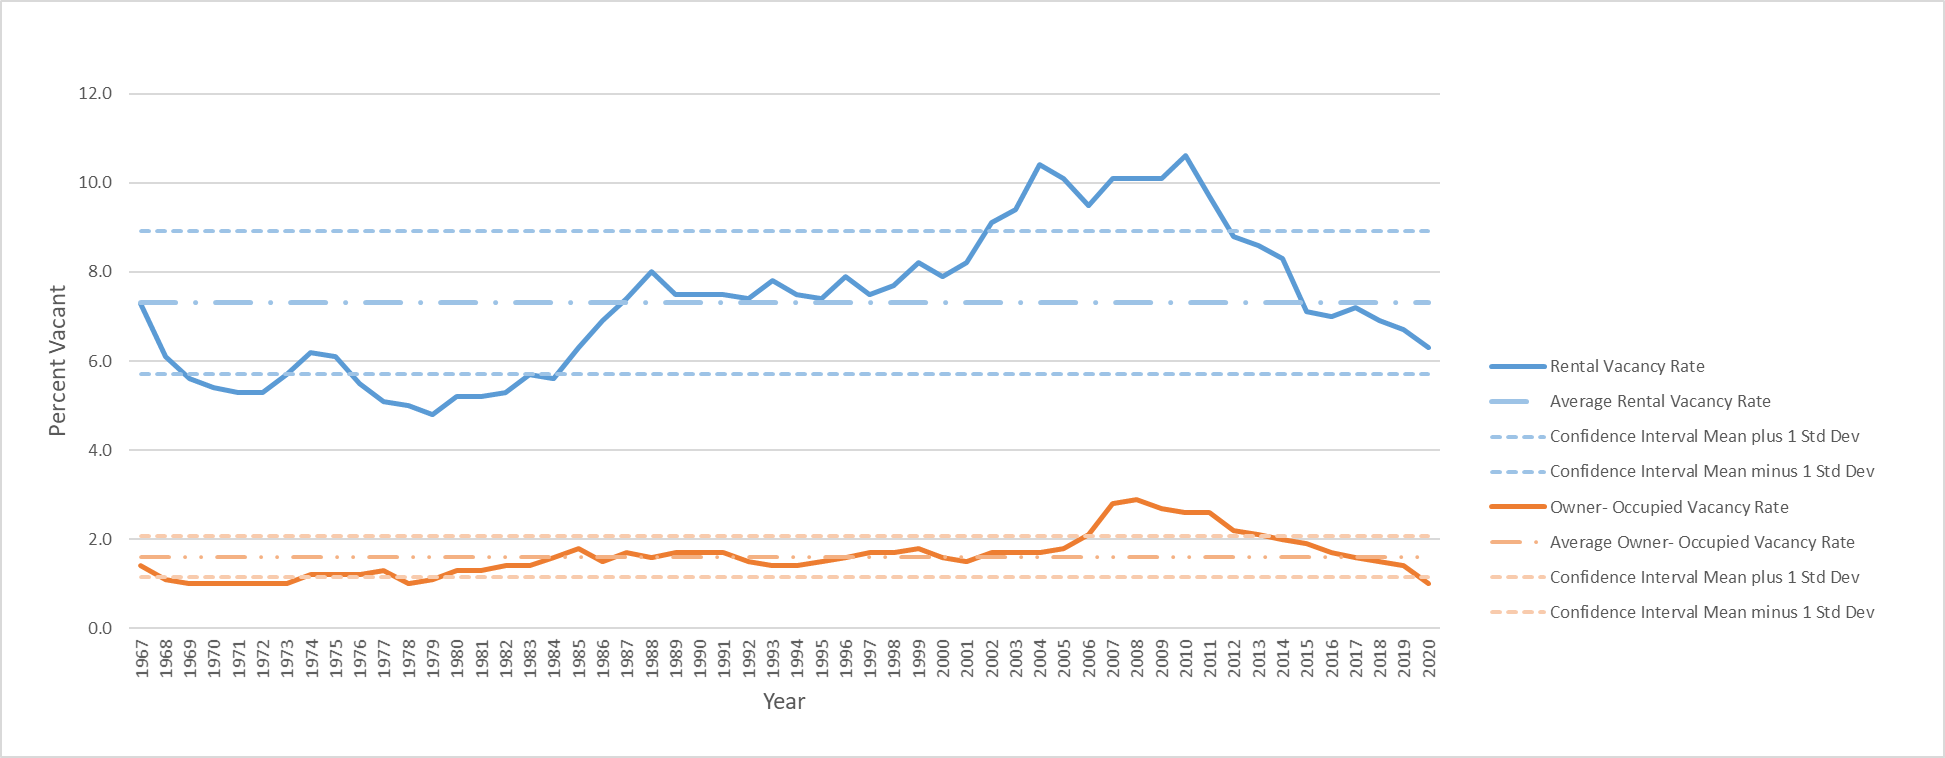 12.0
10.0
8.0
6.0
4.0
2.0
0.0
Percent Vacant
1967 1968 1969 1970 1971 1972 1973 1974 1975 1976 1977 1978 1979 1980 1981 1982 1983 1984 1985 1986 1987 1988 1989 1990 1991 1992 1993 1994 1995 1996 1997 1998 1999 2000 2001 2002 2003 2004 2005 2006 2007 2008 2009 2010 2011 2012 2013 2014 2015 2016 2017 2018 2019 2020
Year
Rental Vacancy Rate
Average Rental Vacancy Rate
Confidence Interval Mean plus 1 Std Dev
Confidence Interval Mean minus 1 Std Dev
Owner- Occupied Vacancy Rate
Average Owner- Occupied Vacancy Rate
Confidence Interval Mean plus 1 Std Dev
Confidence Interval Mean minus 1 Std Dev